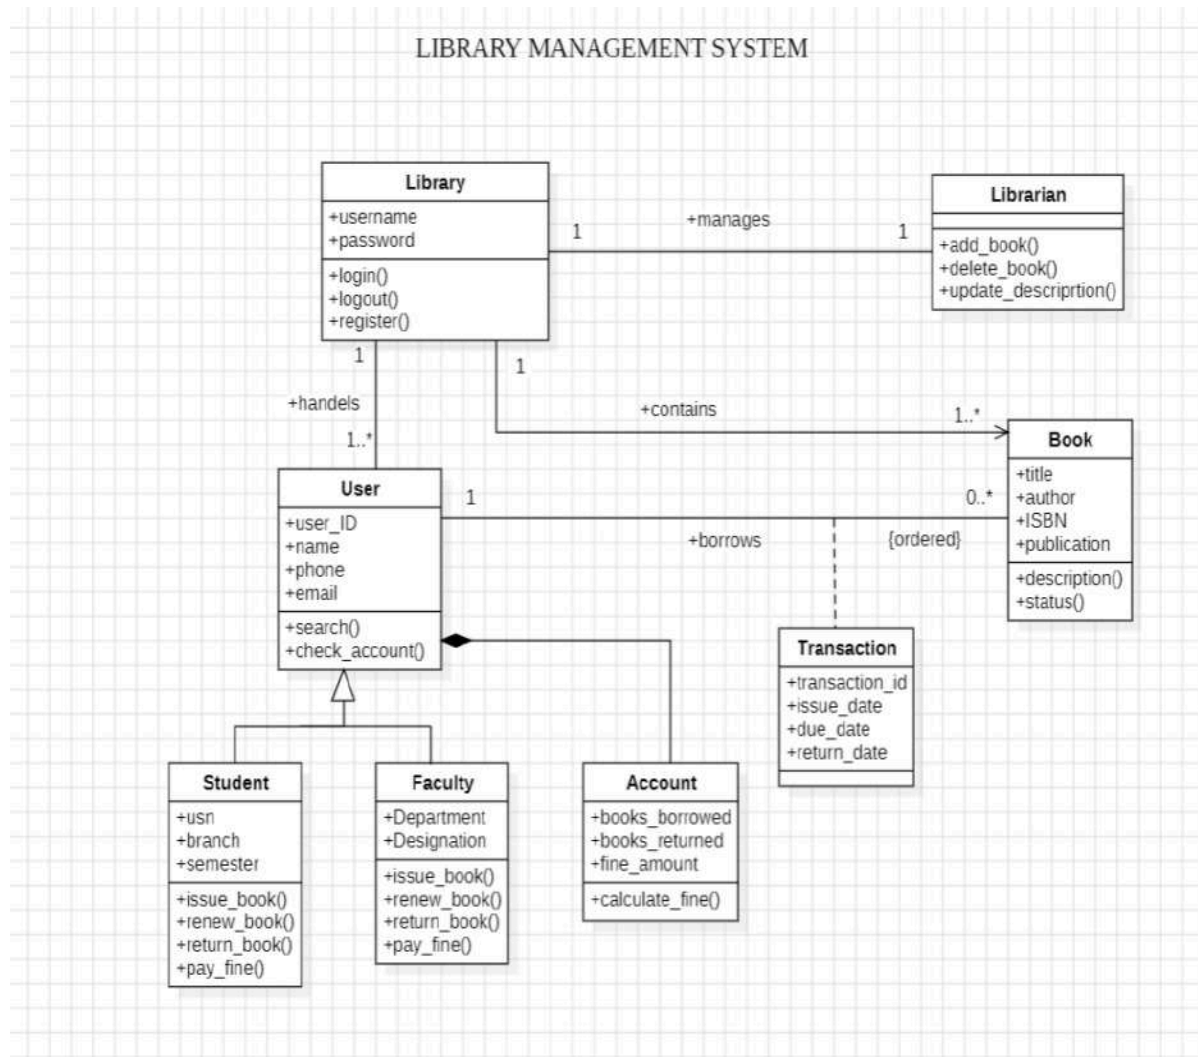 LIBRARY MANAGEMENT SYSTEM
Library
+username
+password
+login()
+logout()
+register()
1
+manages
1
Librarian
+add_book()
+delete_book()
+update_descriprtion()
1
+handels
1..*
1
+contains
1..*
Book
+title
+author
+ISBN
+publication
+description()
+status()
User
+user_ID
+name
+phone
+email
+search()
+check_account()
1
+borrows
0..*
{ordered}
Transaction
+transaction_id
+issue_date
+due_date
+return_date
Student
+usn
+branch
+semester
+issue_book()
+renew_book()
+return_book()
+pay_fine()
Faculty
+Department
+Designation
+issue_book()
+renew_book()
+return_book()
+pay_fine()
Account
+books_borrowed
+books_returned
+fine_amount
+calculate_fine()